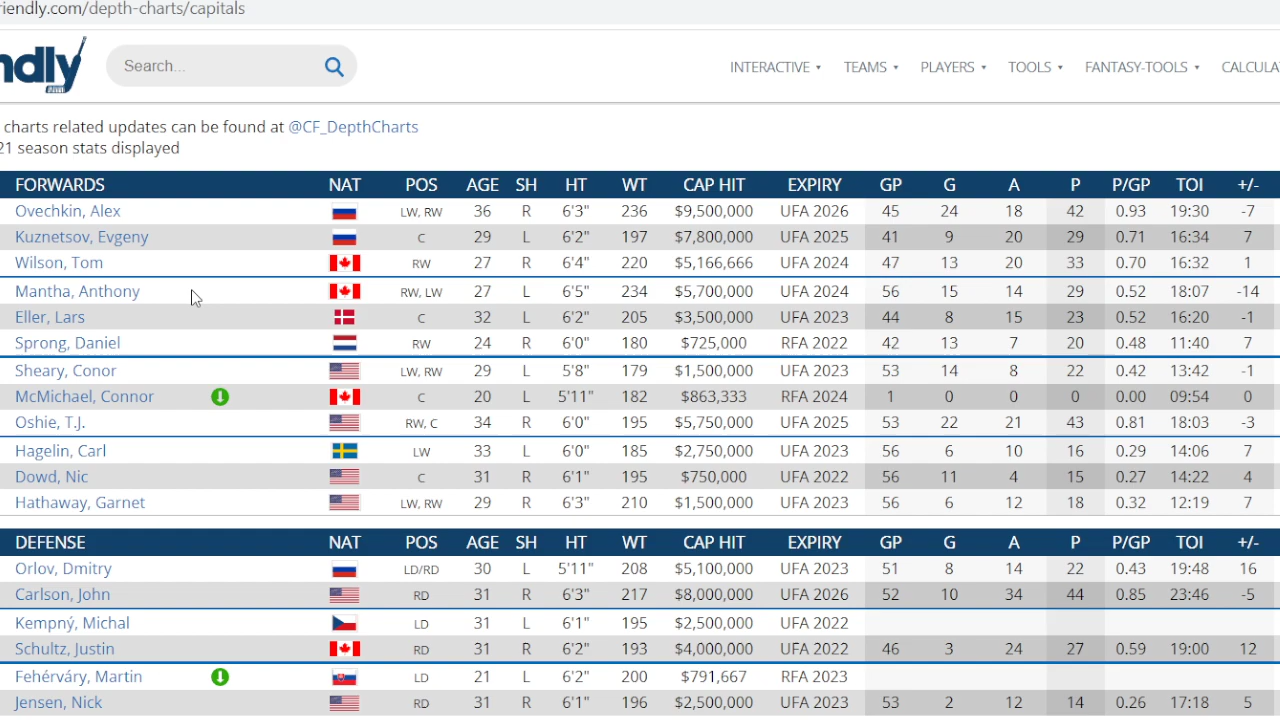 riendly.com/depth-charts/capitals
ndly Search... INTERACTIVE TEAMS PLAYERS TOOLS FANTASY-TOOLS CALCULA
charts related updates can be found at @CF_DepthCharts
21 season stats displayed
FORWARDS NAT POS AGE SH HT WT CAP HIT EXPIRY GP G A P P/GP TOI +/-
Ovechkin, Alex LW, RW 36 R 6'3" 236 $9,500,000 UFA 2026 45 24 18 42 0.93 19:30 -7
Kuznetsov, Evgeny C 29 L 6'2" 197 $7,800,000 UFA 2025 41 9 20 29 0.71 16:34 7
Wilson, Tom RW 27 R 6'4" 220 $5,166,666 UFA 2024 47 13 20 33 0.70 16:32 1
Mantha, Anthony RW, LW 27 L 6'5" 234 $5,700,000 UFA 2024 56 15 14 29 0.52 18:07 -14
Eller, Lars C 32 L 6'2" 205 $3,500,000 UFA 2023 44 8 15 23 0.52 16:20 -1
Sprong, Daniel RW 24 R 6'0" 180 $725,000 RFA 2022 42 13 7 20 0.48 11:40 7
Sheary, Conor LW, RW 29 L 5'8" 179 $1,500,000 UFA 2023 53 14 8 22 0.42 13:42 -1
McMichael, Connor C 20 L 5'11" 182 $863,333 RFA 2024 1 0 0 0 0.00 09:54 0
Oshie, T.J. RW, C 34 R 6'0" 195 $5,750,000 UFA 2025 53 22 21 43 0.81 18:03 -3
Hagelin, Carl LW 33 L 6'0" 185 $2,750,000 UFA 2023 56 6 10 16 0.29 14:06 7
Dowd, Nic C 31 R 6'1" 195 $750,000 UFA 2022 56 11 4 15 0.27 14:22 4
Hathaway, Garnet LW, RW 29 R 6'3" 210 $1,500,000 UFA 2023 56 6 12 18 0.32 12:19 7
DEFENSE NAT POS AGE SH HT WT CAP HIT EXPIRY GP G A P P/GP TOI +/-
Orlov, Dmitry LD/RD 30 L 5'11" 208 $5,100,000 UFA 2023 51 8 14 22 0.43 19:48 16
Carlson, John RD 31 R 6'3" 217 $8,000,000 UFA 2026 52 10 34 44 0.85 23:46 -5
Kempný, Michal LD 31 L 6'1" 195 $2,500,000 UFA 2022
Schultz, Justin RD 31 R 6'2" 193 $4,000,000 UFA 2022 46 3 24 27 0.59 19:00 12
Fehérváry, Martin LD 21 L 6'2" 200 $791,667 RFA 2023
Jensen, Nick RD 31 R 6'1" 196 $2,500,000 UFA 2023 53 2 12 14 0.26 17:18 5